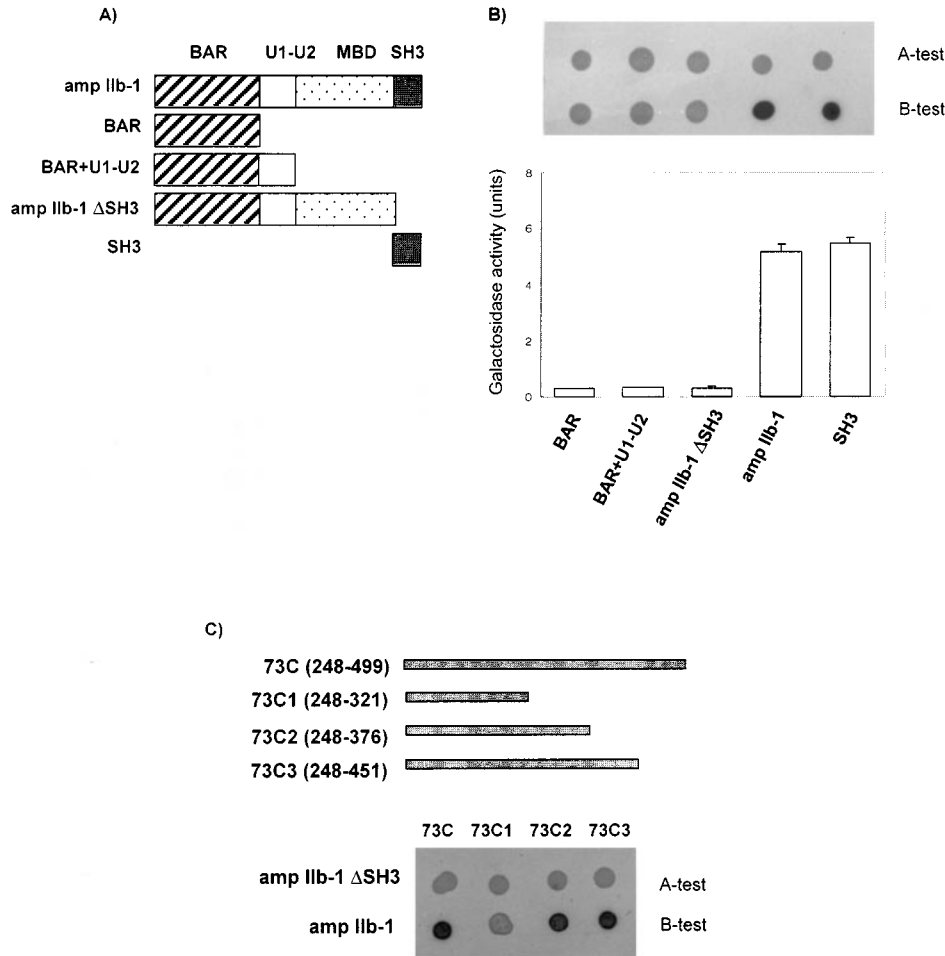 A)
BAR U1-U2 MBD SH3
amp IIb-1
BAR
BAR+U1-U2
amp IIb-1 ΔSH3
SH3
B)
A-test
B-test
Galactosidase activity (units)
8
6
4
2
0
BAR
BAR+U1-U2
amp IIb-1 ΔSH3
amp IIb-1
SH3
C)
73C (248-499)
73C1 (248-321)
73C2 (248-376)
73C3 (248-451)
73C 73C1 73C2 73C3
amp IIb-1 ΔSH3 A-test
amp IIb-1 B-test